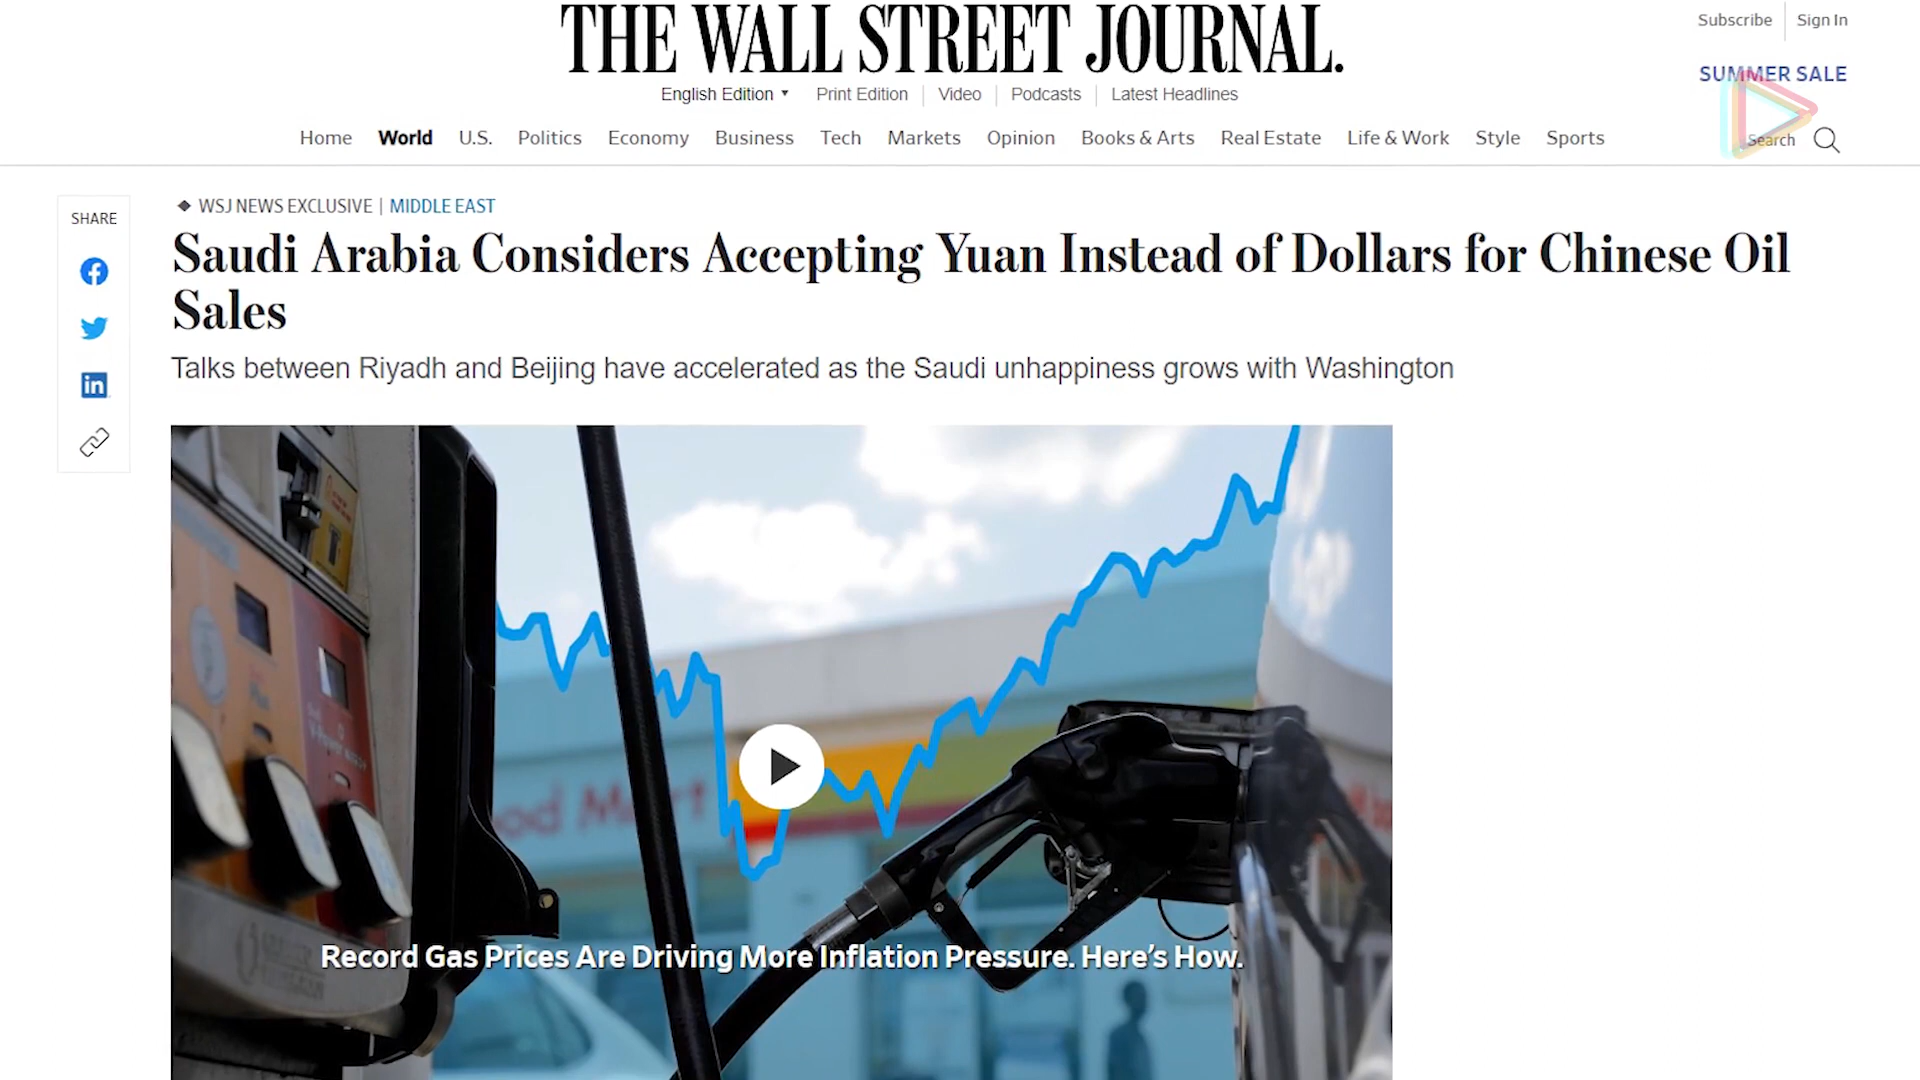 THE WALL STREET JOURNAL.
Subscribe Sign In
SUMMER SALE
English Edition Print Edition Video Podcasts Latest Headlines
Home World U.S. Politics Economy Business Tech Markets Opinion Books & Arts Real Estate Life & Work Style Sports
Search
SHARE
WSJ NEWS EXCLUSIVE | MIDDLE EAST
Saudi Arabia Considers Accepting Yuan Instead of Dollars for Chinese Oil
Sales
Talks between Riyadh and Beijing have accelerated as the Saudi unhappiness grows with Washington
Record Gas Prices Are Driving More Inflation Pressure. Here's How.